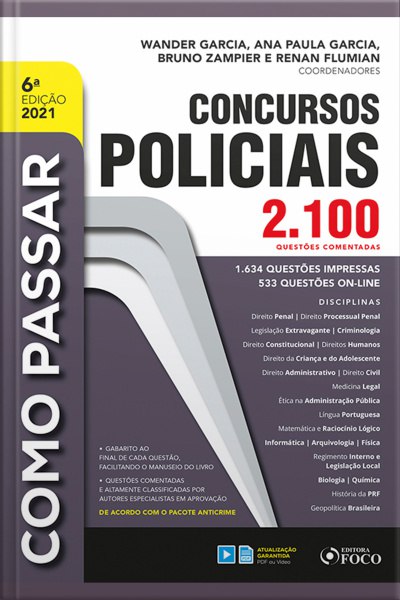 WANDER GARCIA, ANA PAULA GARCIA,
BRUNO ZAMPIER E RENAN FLUMIAN
COORDENADORES
6ª
EDIÇÃO
2021
CONCURSOS
POLICIAIS
2.100
QUESTÕES COMENTADAS
1.634 QUESTÕES IMPRESSAS
533 QUESTÕES ON-LINE
DISCIPLINAS
Direito Penal | Direito Processual Penal
Legislação Extravagante | Criminologia
Direito Constitucional | Direitos Humanos
Direito da Criança e do Adolescente
Direito Administrativo | Direito Civil
Medicina Legal
Ética na Administração Pública
Língua Portuguesa
Matemática e Raciocínio Lógico
Informática | Arquivologia | Física
Regimento Interno e
Legislação Local
Biologia | Química
História da PRF
Geopolítica Brasileira
COMO PASSAR
• GABARITO AO
FINAL DE CADA QUESTÃO,
FACILITANDO O MANUSEIO DO LIVRO
• QUESTÕES COMENTADAS
E ALTAMENTE CLASSIFICADAS POR
AUTORES ESPECIALISTAS EM APROVAÇÃO
DE ACORDO COM O PACOTE ANTICRIME
PDF
ATUALIZAÇÃO
GARANTIDA
PDF ou Vídeo
EDITORA
FOCO